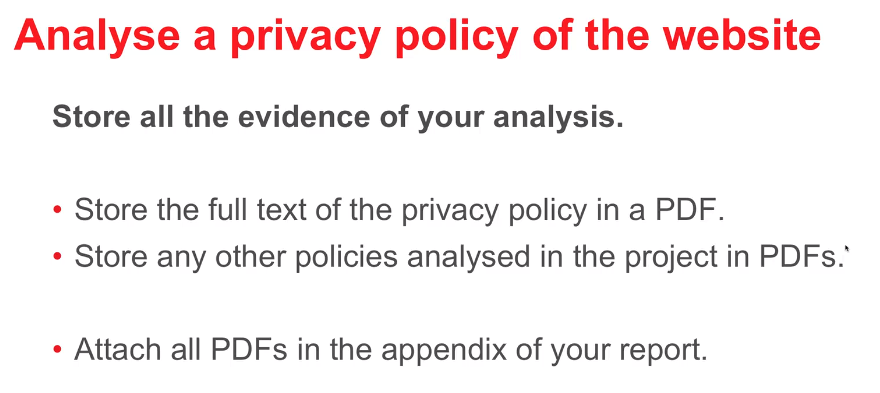 Analyse a privacy policy of the website
Store all the evidence of your analysis.
• Store the full text of the privacy policy in a PDF.
• Store any other policies analysed in the project in PDFs.
• Attach all PDFs in the appendix of your report.